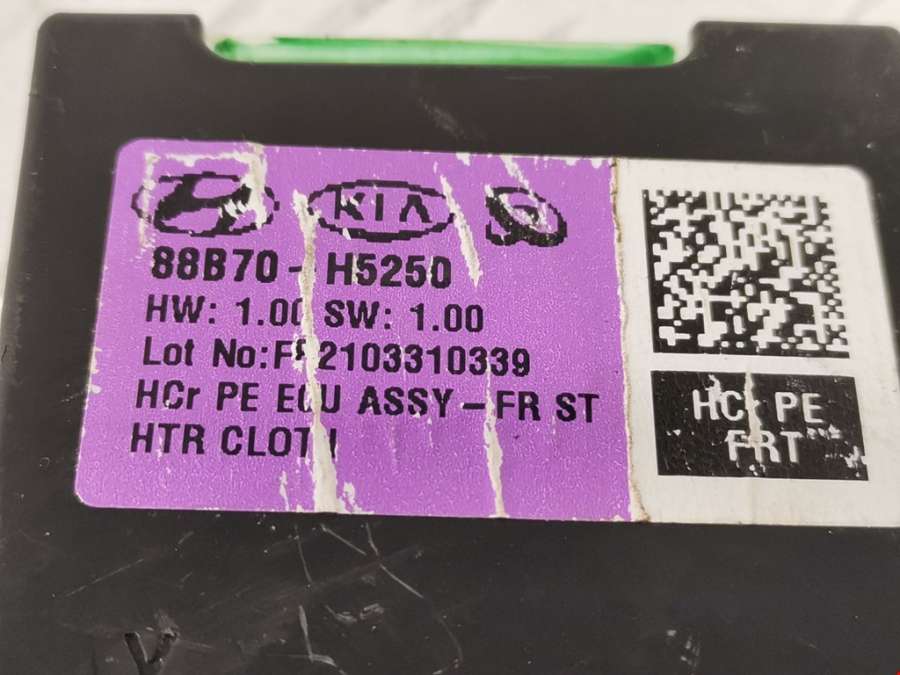 KIA
88B70-H5250
HW: 1.00 SW: 1.00
Lot No:F 2103310339
HCr PE ECU ASSY-FR ST
HTR CLOTH
HCr PE
FRT